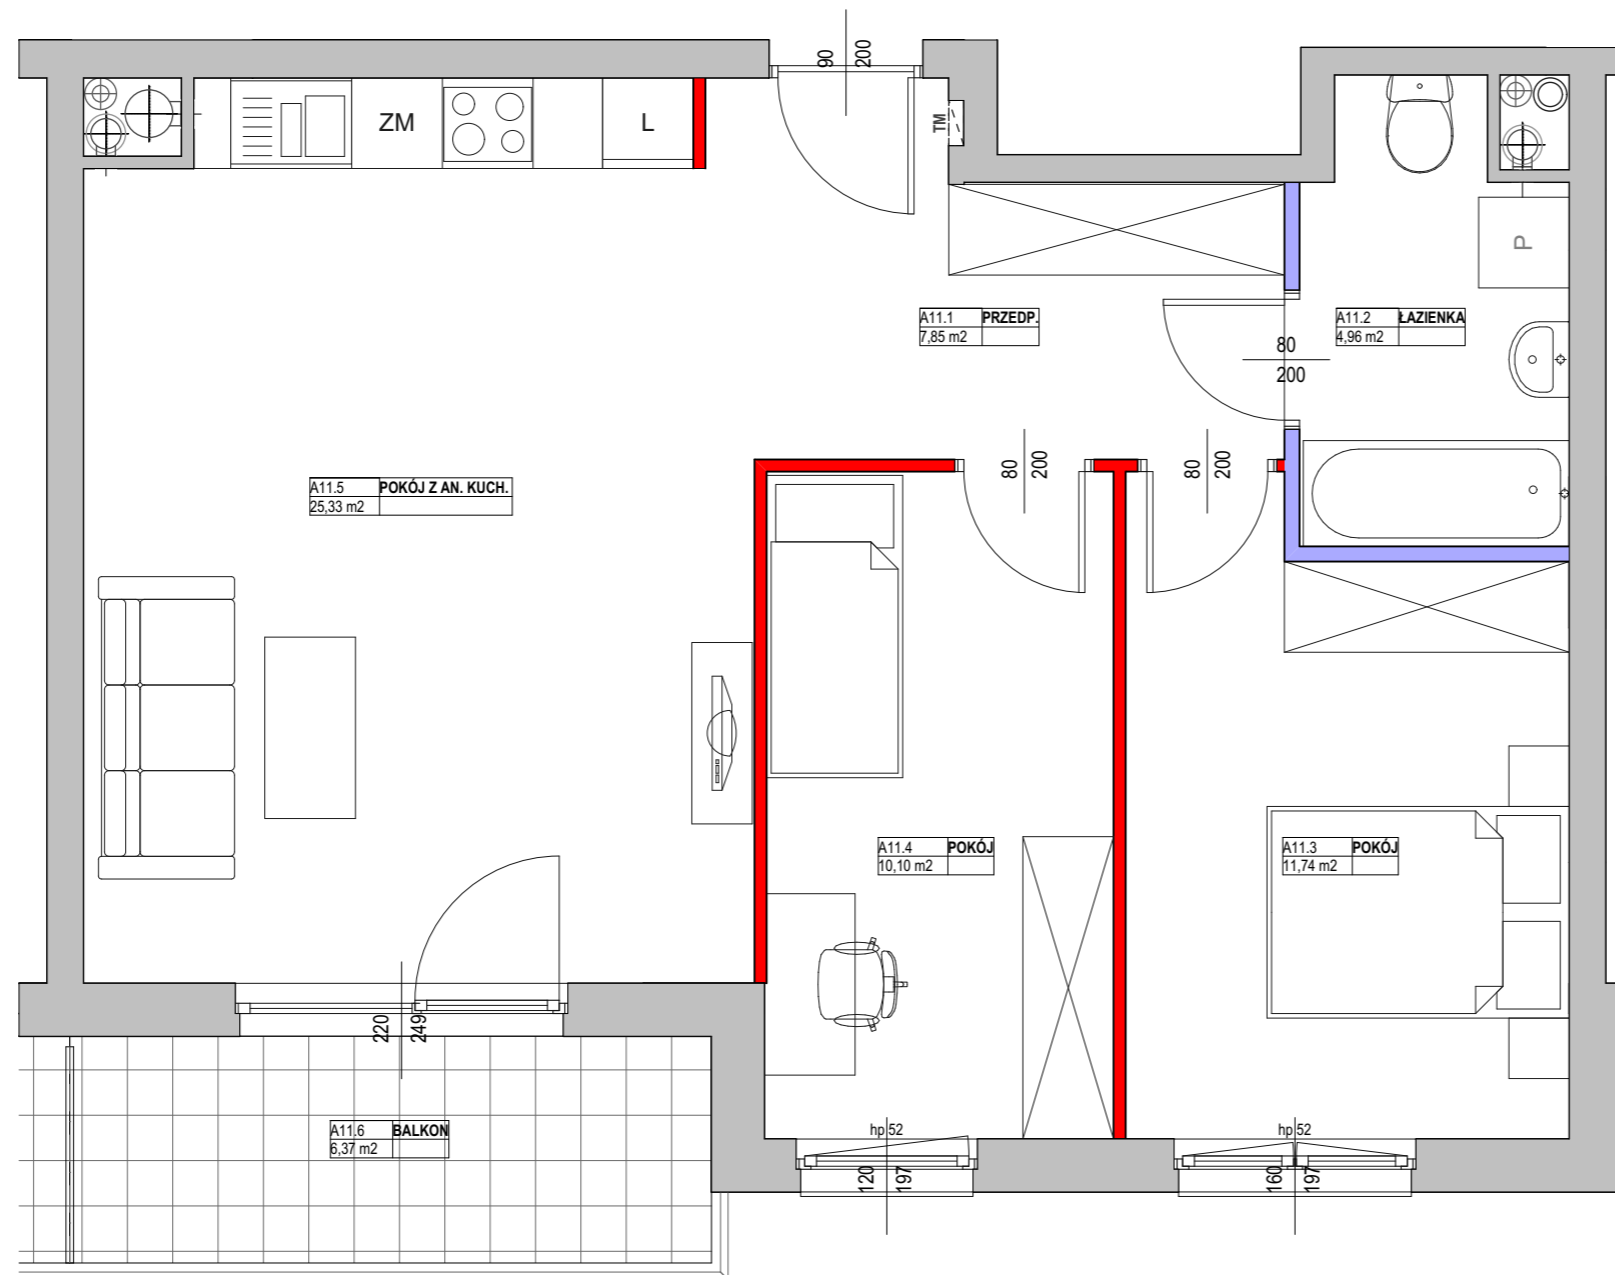 90
200
ZM
L
TM
P
A11.1 PRZEDP.
7,85 m2
A11.2 ŁAZIENKA
4,96 m2
80
200
80
200
80
200
A11.5 POKÓJ Z AN. KUCH.
25,33 m2
A11.4 POKÓJ
10,10 m2
A11.3 POKÓJ
11,74 m2
220
249
A11.6 BALKON
6,37 m2
hp 52
120
197
hp 52
160
197